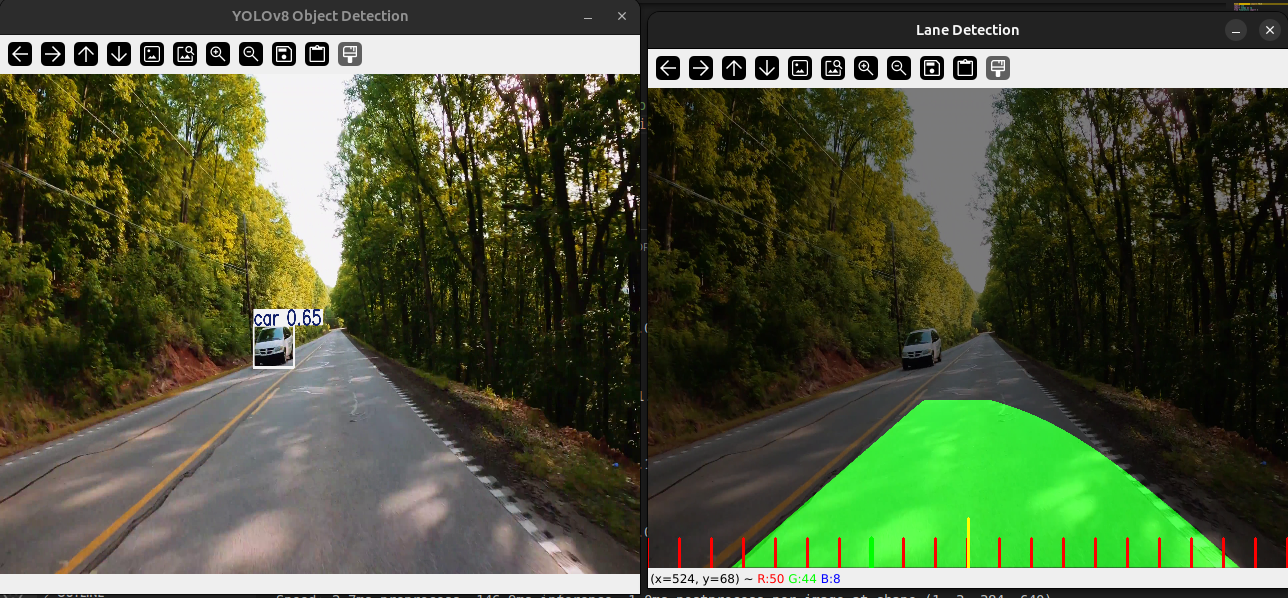 YOLOv8 Object Detection
Lane Detection
car 0.65
(x=524, y=68) ~ R:50 G:44 B:8